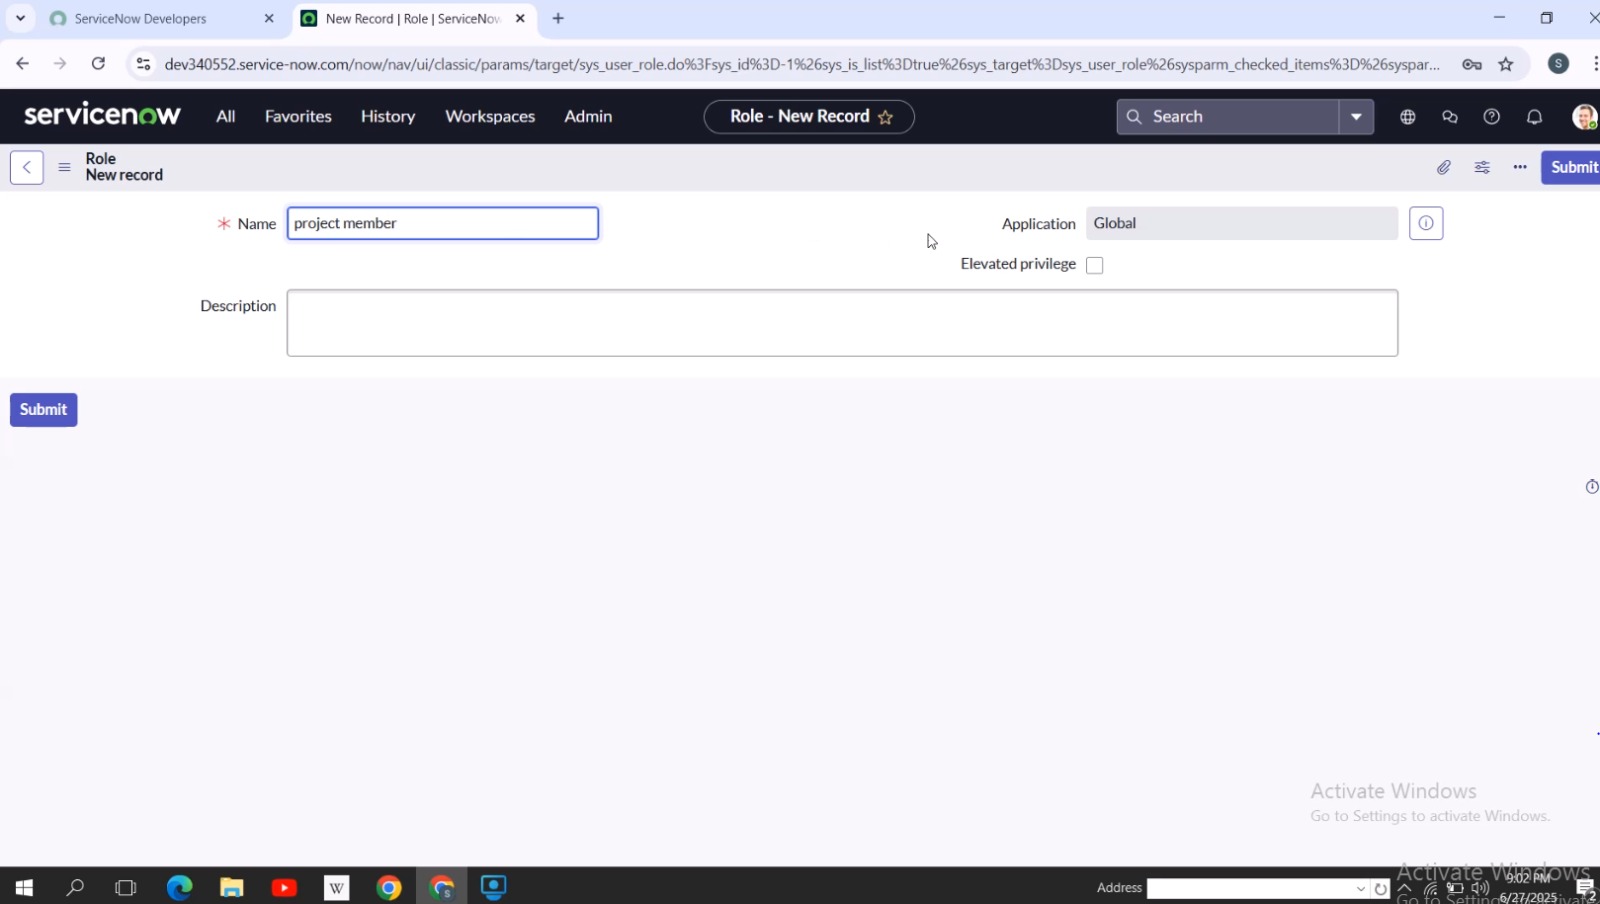 ServiceNow Developers
New Record | Role | ServiceNow
dev340552.service-now.com/now/nav/ui/classic/params/target/sys_user_role.do%3Fsys_id%3D-1%26sys_is_list%3Dtrue%26sys_target%3Dsys_user_role%26sysparm_checked_items%3D%26syspar...
S
servicenow
All
Favorites
History
Workspaces
Admin
Role - New Record
Search
Role
New record
Submit
Name
project member
Application
Global
Elevated privilege
Description
Submit
Activate Windows
Go to Settings to activate Windows.
W
S
Address
Activate Windows
9:02 PM
6/27/2025
2